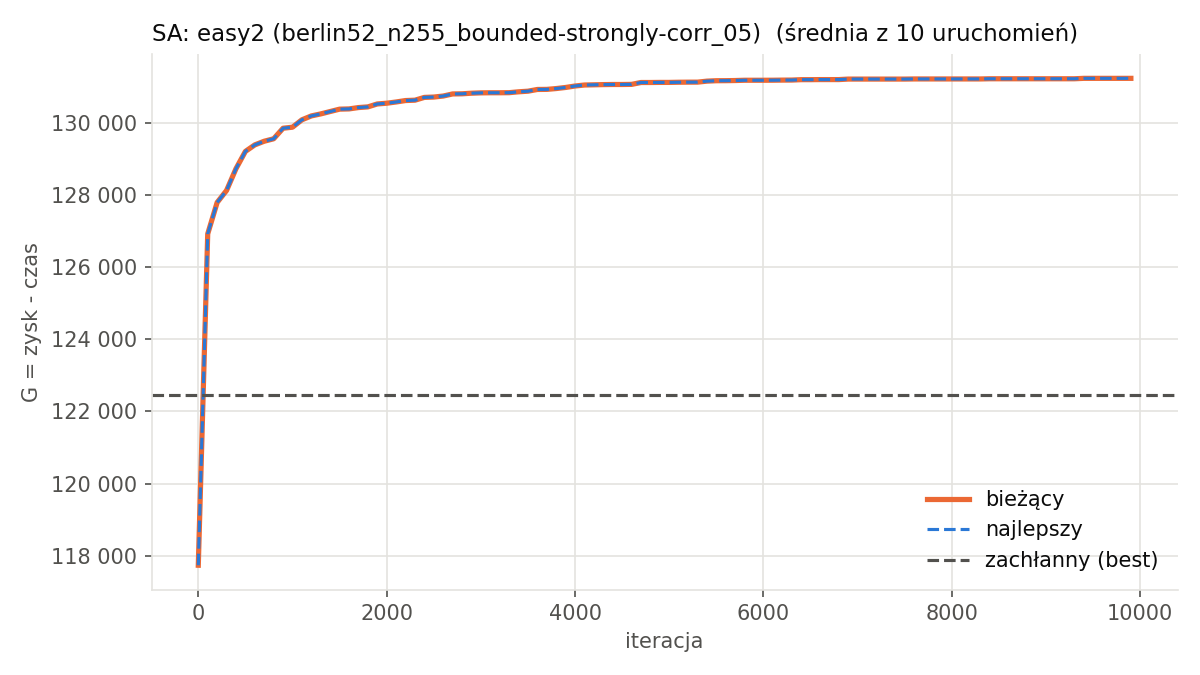 SA: easy2 (berlin52_n255_bounded-strongly-corr_05)  (średnia z 10 uruchomień)
G = zysk - czas
130 000
128 000
126 000
124 000
122 000
120 000
118 000
bieżący
najlepszy
zachłanny (best)
0 2000 4000 6000 8000 10000
iteracja